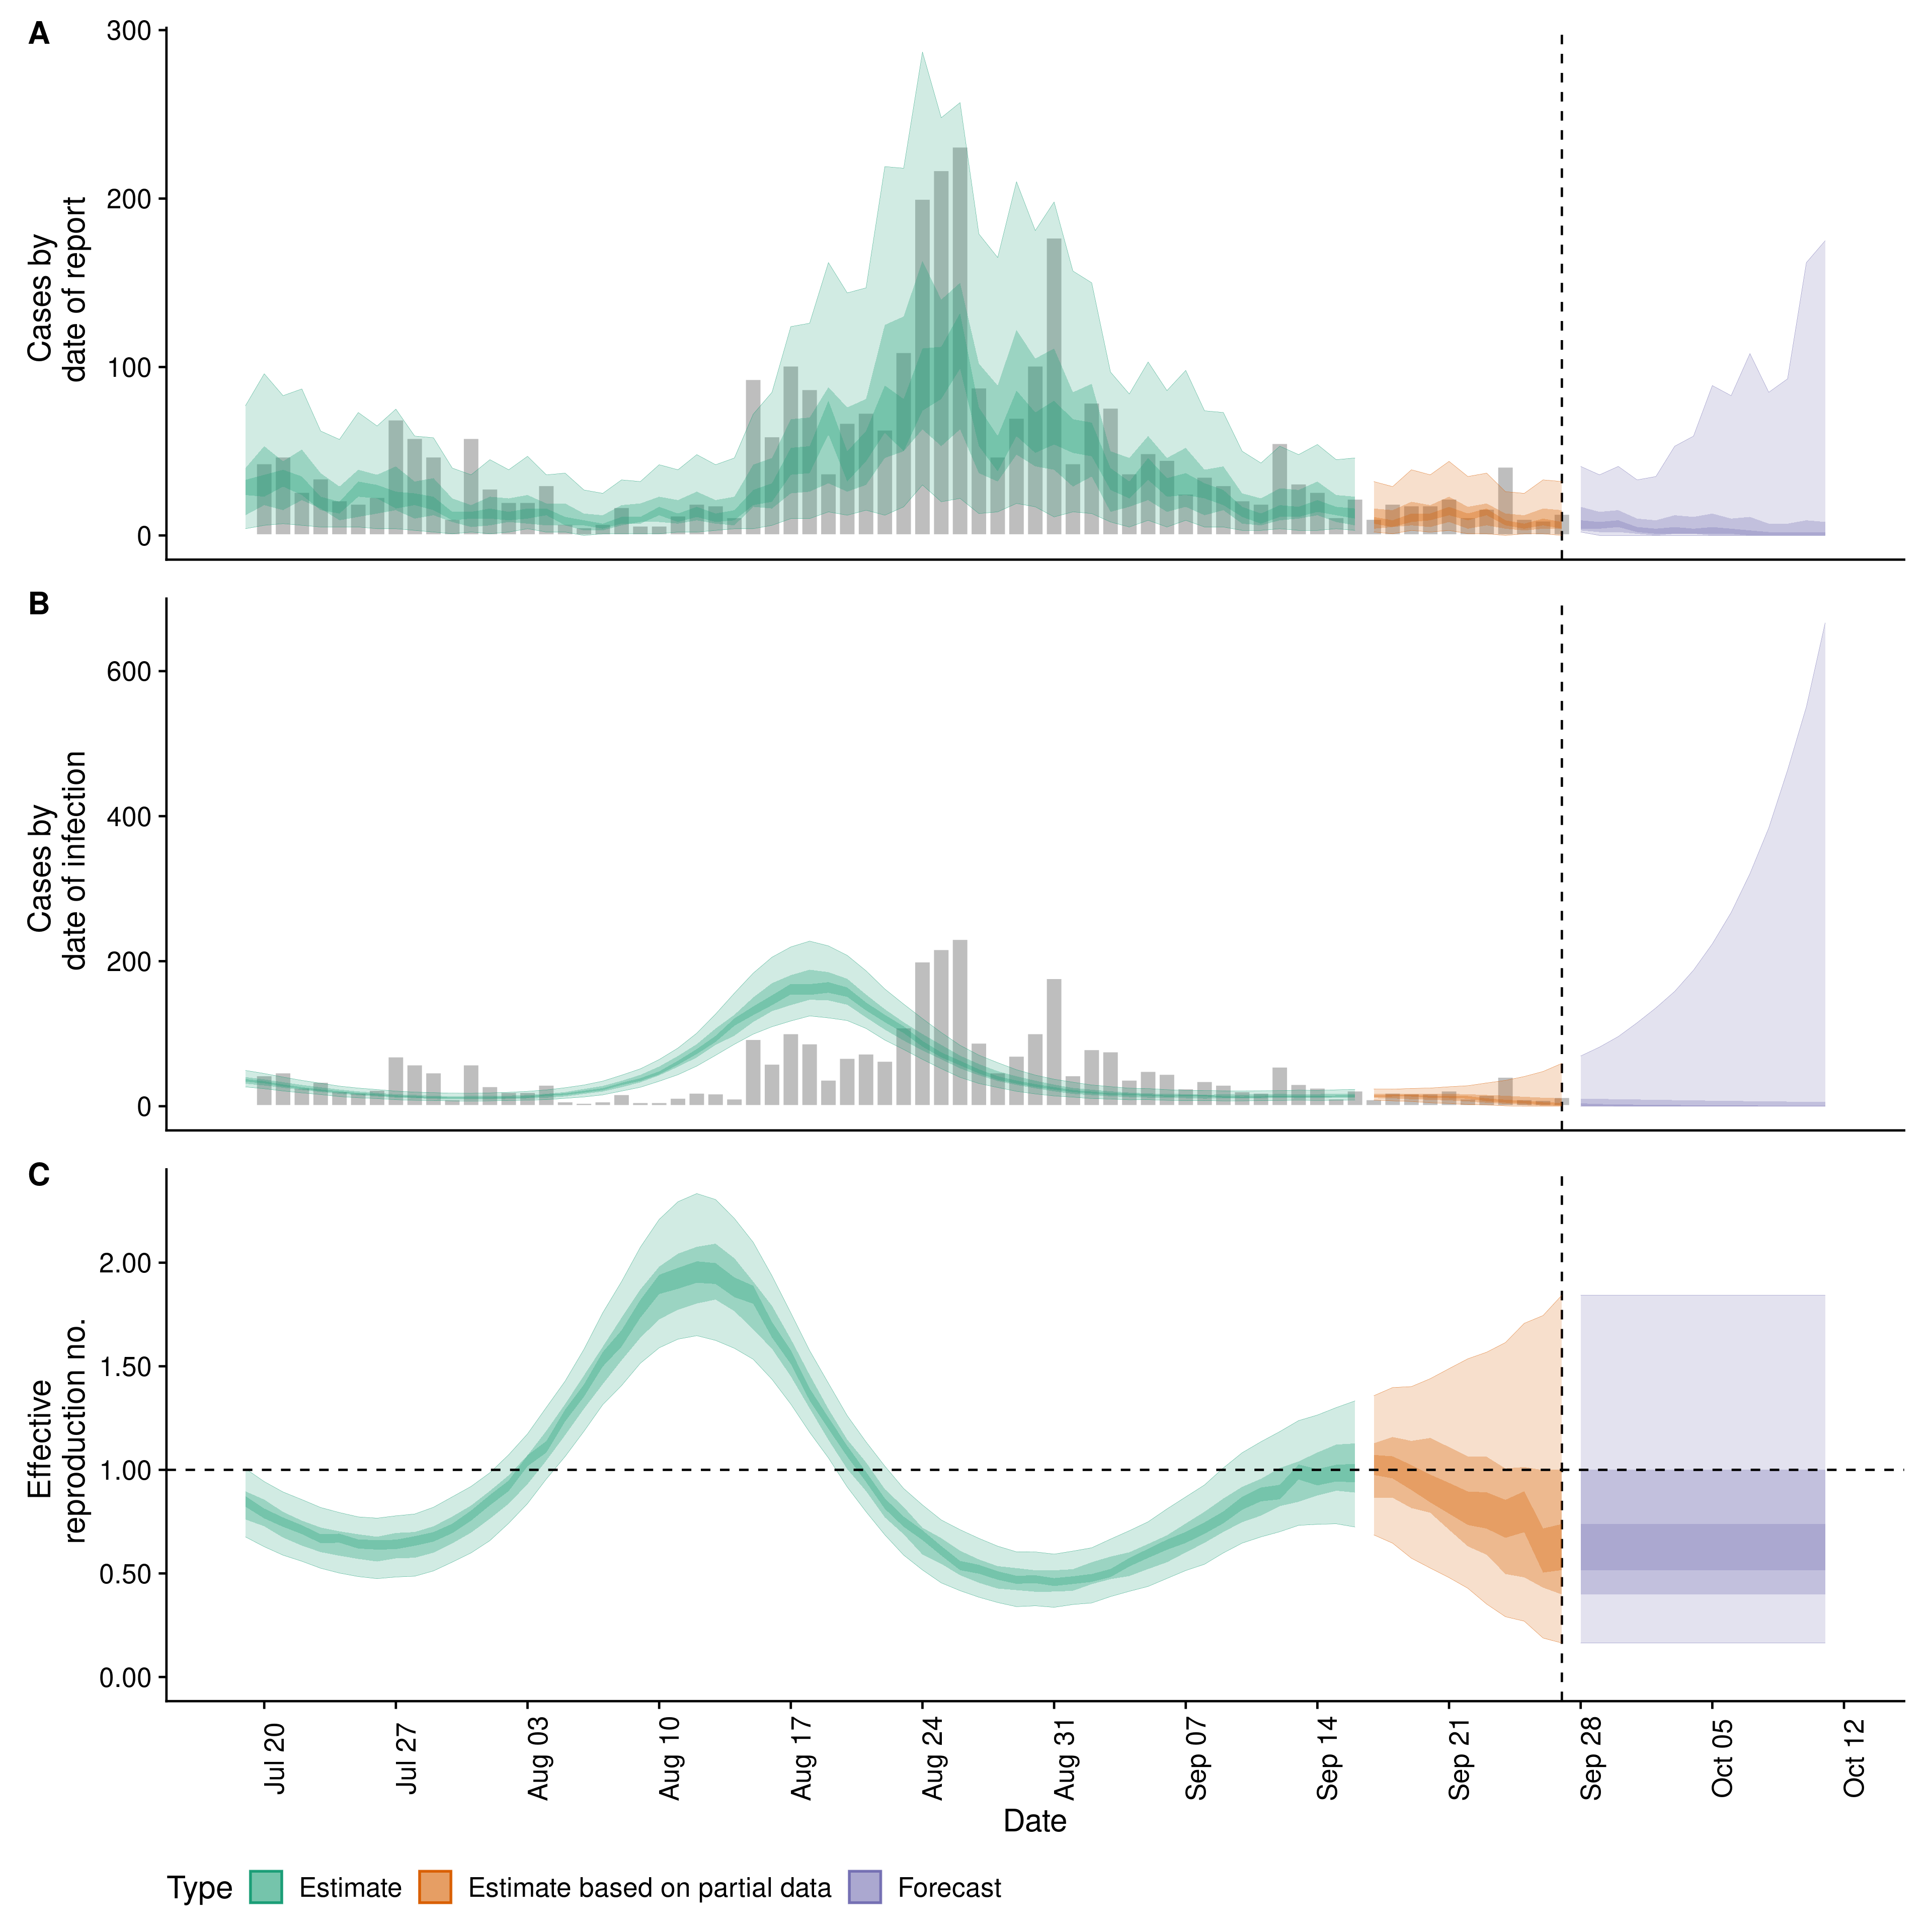 A
300
200
100
0
Cases by
date of report
B
600
400
200
0
Cases by
date of infection
C
2.00
1.50
1.00
0.50
0.00
Effective
reproduction no.
Jul 20
Jul 27
Aug 03
Aug 10
Aug 17
Aug 24
Aug 31
Sep 07
Sep 14
Sep 21
Sep 28
Oct 05
Oct 12
Date
Type
Estimate
Estimate based on partial data
Forecast